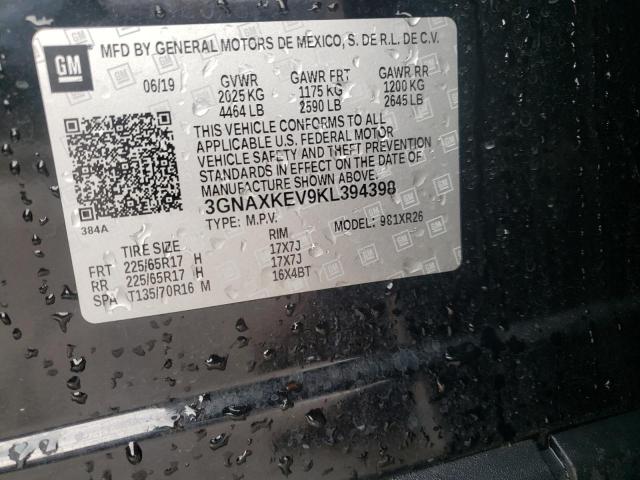 GM
MFD BY GENERAL MOTORS DE MEXICO, S. DE R.L. DE C.V.
06/19 GVWR GAWR FRT GAWR RR
2025 KG 1175 KG 1200 KG
4464 LB 2590 LB 2645 LB
THIS VEHICLE CONFORMS TO ALL
APPLICABLE U.S. FEDERAL MOTOR
VEHICLE SAFETY AND THEFT PREVENTION
STANDARDS IN EFFECT ON THE DATE OF
MANUFACTURE SHOWN ABOVE.
3GNAXKEV9KL394398
384A
TYPE: M.P.V. MODEL: 981XR26
TIRE SIZE RIM
FRT 225/65R17 H 17X7J
RR 225/65R17 H 17X7J
SPA T135/70R16 M 16X4BT